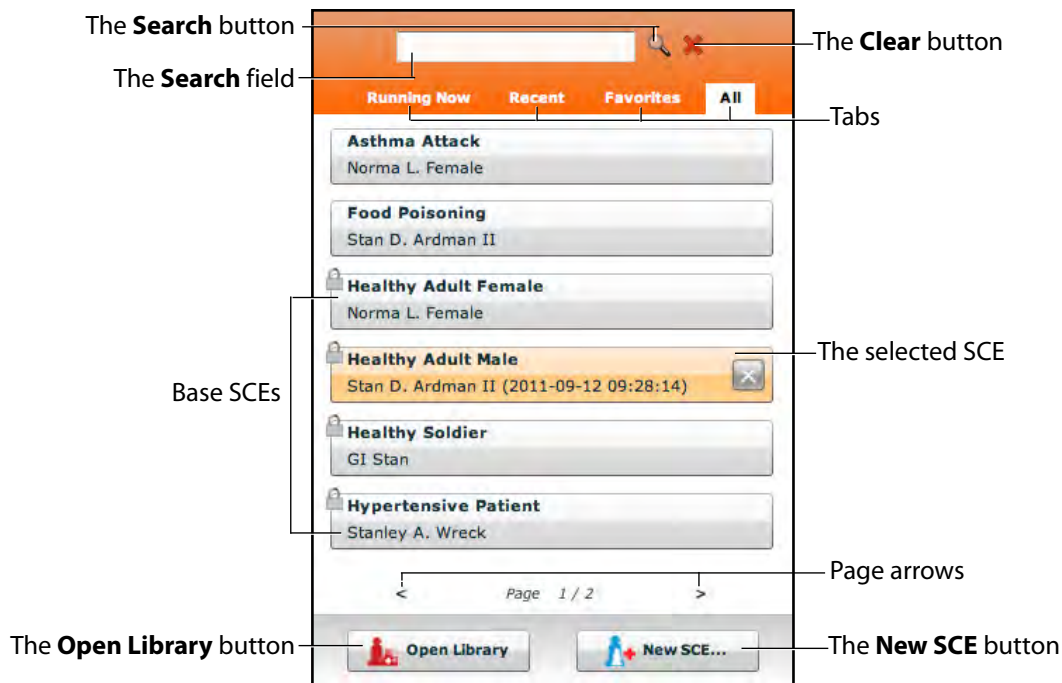 The Search button
The Clear button
The Search field
Running Now Recent Favorites All
Tabs
Asthma Attack
Norma L. Female
Food Poisoning
Stan D. Ardman II
Healthy Adult Female
Norma L. Female
Healthy Adult Male
The selected SCE
Stan D. Ardman II (2011-09-12 09:28:14)
Base SCEs
Healthy Soldier
GI Stan
Hypertensive Patient
Stanley A. Wreck
Page arrows
< Page 1 / 2 >
The Open Library button
Open Library
New SCE...
The New SCE button